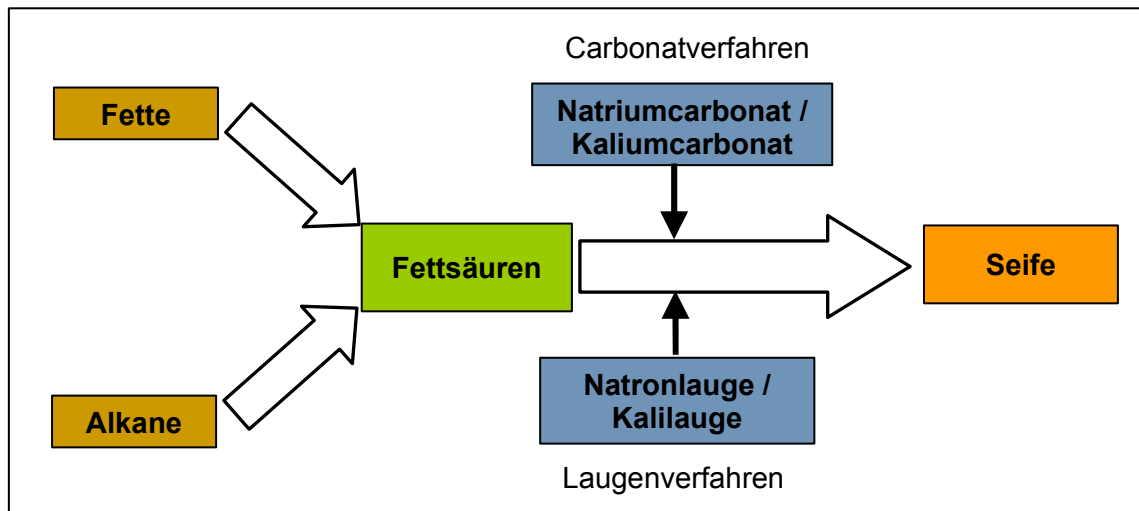 Carbonatverfahren
Fette
Natriumcarbonat /
Kaliumcarbonat
Fettsäuren
Seife
Alkane
Natronlauge /
Kalilauge
Laugenverfahren